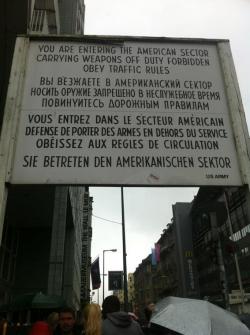 YOU ARE ENTERING THE AMERICAN SECTOR
CARRYING WEAPONS OFF DUTY FORBIDDEN
OBEY TRAFFIC RULES
ВЫ ВЪЕЗЖАЕТЕ В АМЕРИКАНСКИЙ СЕКТОР
НОСИТЬ ОРУЖИЕ ЗАПРЕЩЕНО В НЕСЛУЖЕБНОЕ ВРЕМЯ
ПОВИНУЙТЕСЬ ДОРОЖНЫМ ПРАВИЛАМ
VOUS ENTREZ DANS LE SECTEUR AMÉRICAIN
DEFENSE DE PORTER DES ARMES EN DEHORS DU SERVICE
OBÉISSEZ AUX REGLES DE CIRCULATION
SIE BETRETEN DEN AMERIKANISCHEN SEKTOR
US ARMY